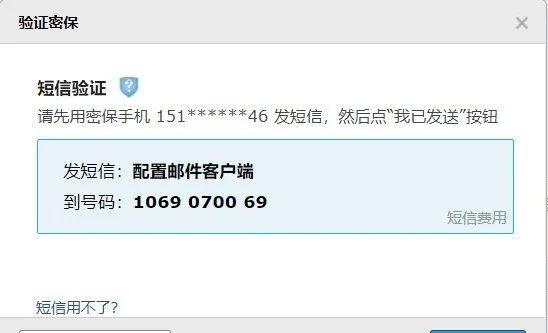 验证密保
短信验证
请先用密保手机 151******46 发短信，然后点“我已发送”按钮
发短信：配置邮件客户端
到号码：1069 0700 69
短信费用
短信用不了?